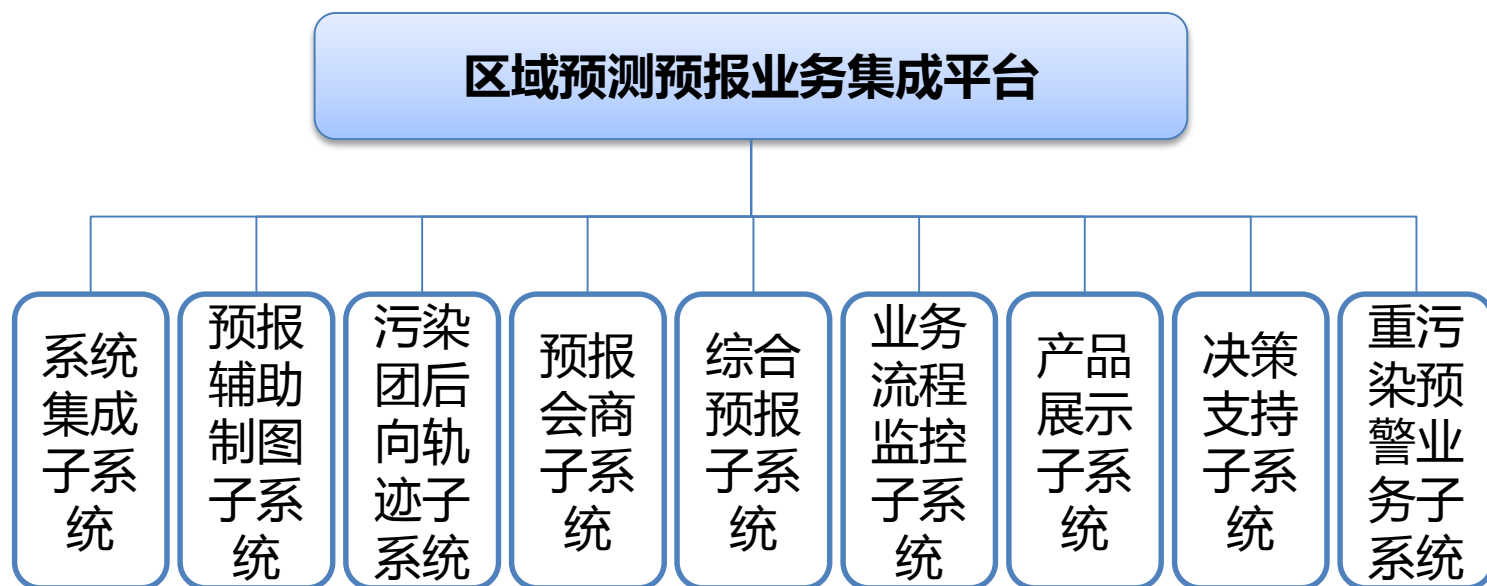 区域预测预报业务集成平台
系统
集成
子系
统
预报
辅助
制图
子系
统
污染
团后
向轨
迹子
系统
预报
会商
子系
统
综合
预报
子系
统
业务
流程
监控
子系
统
产品
展示
子系
统
决策
支持
子系
统
重污
染预
警业
务子
系统